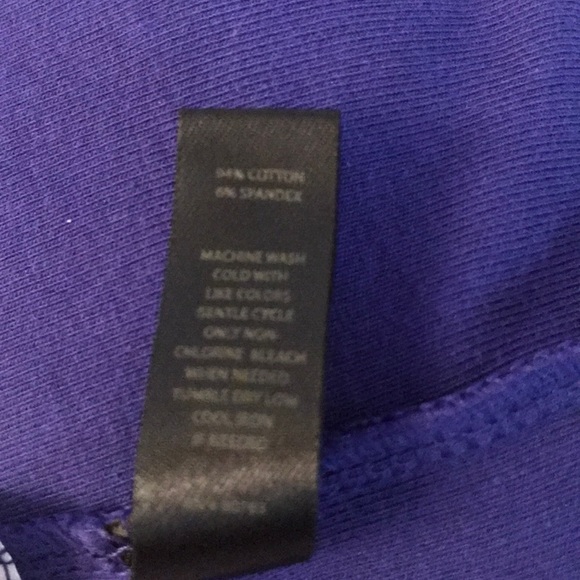 94% COTTON
6% SPANDEX
MACHINE WASH
COLD WITH
LIKE COLORS
GENTLE CYCLE
ONLY NON-
CHLORINE BLEACH
WHEN NEEDED
TUMBLE DRY LOW
COOL IRON
IF NEEDED